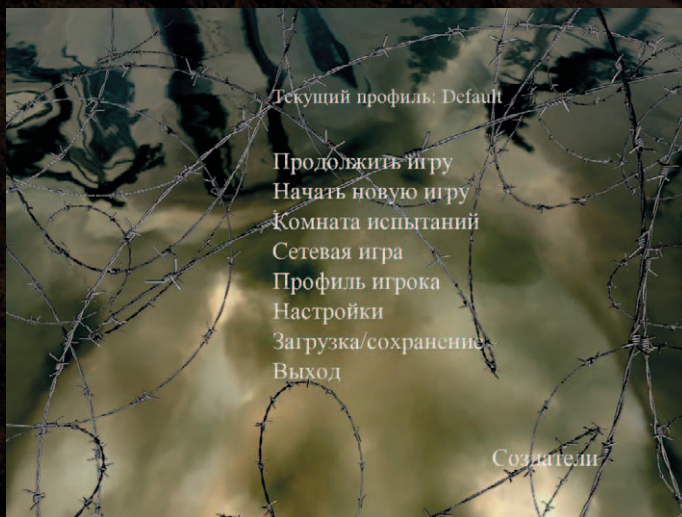 Текущий профиль: Default
Продолжить игру
Начать новую игру
Комната испытаний
Сетевая игра
Профиль игрока
Настройки
Загрузка/сохранение
Выход
Создатели